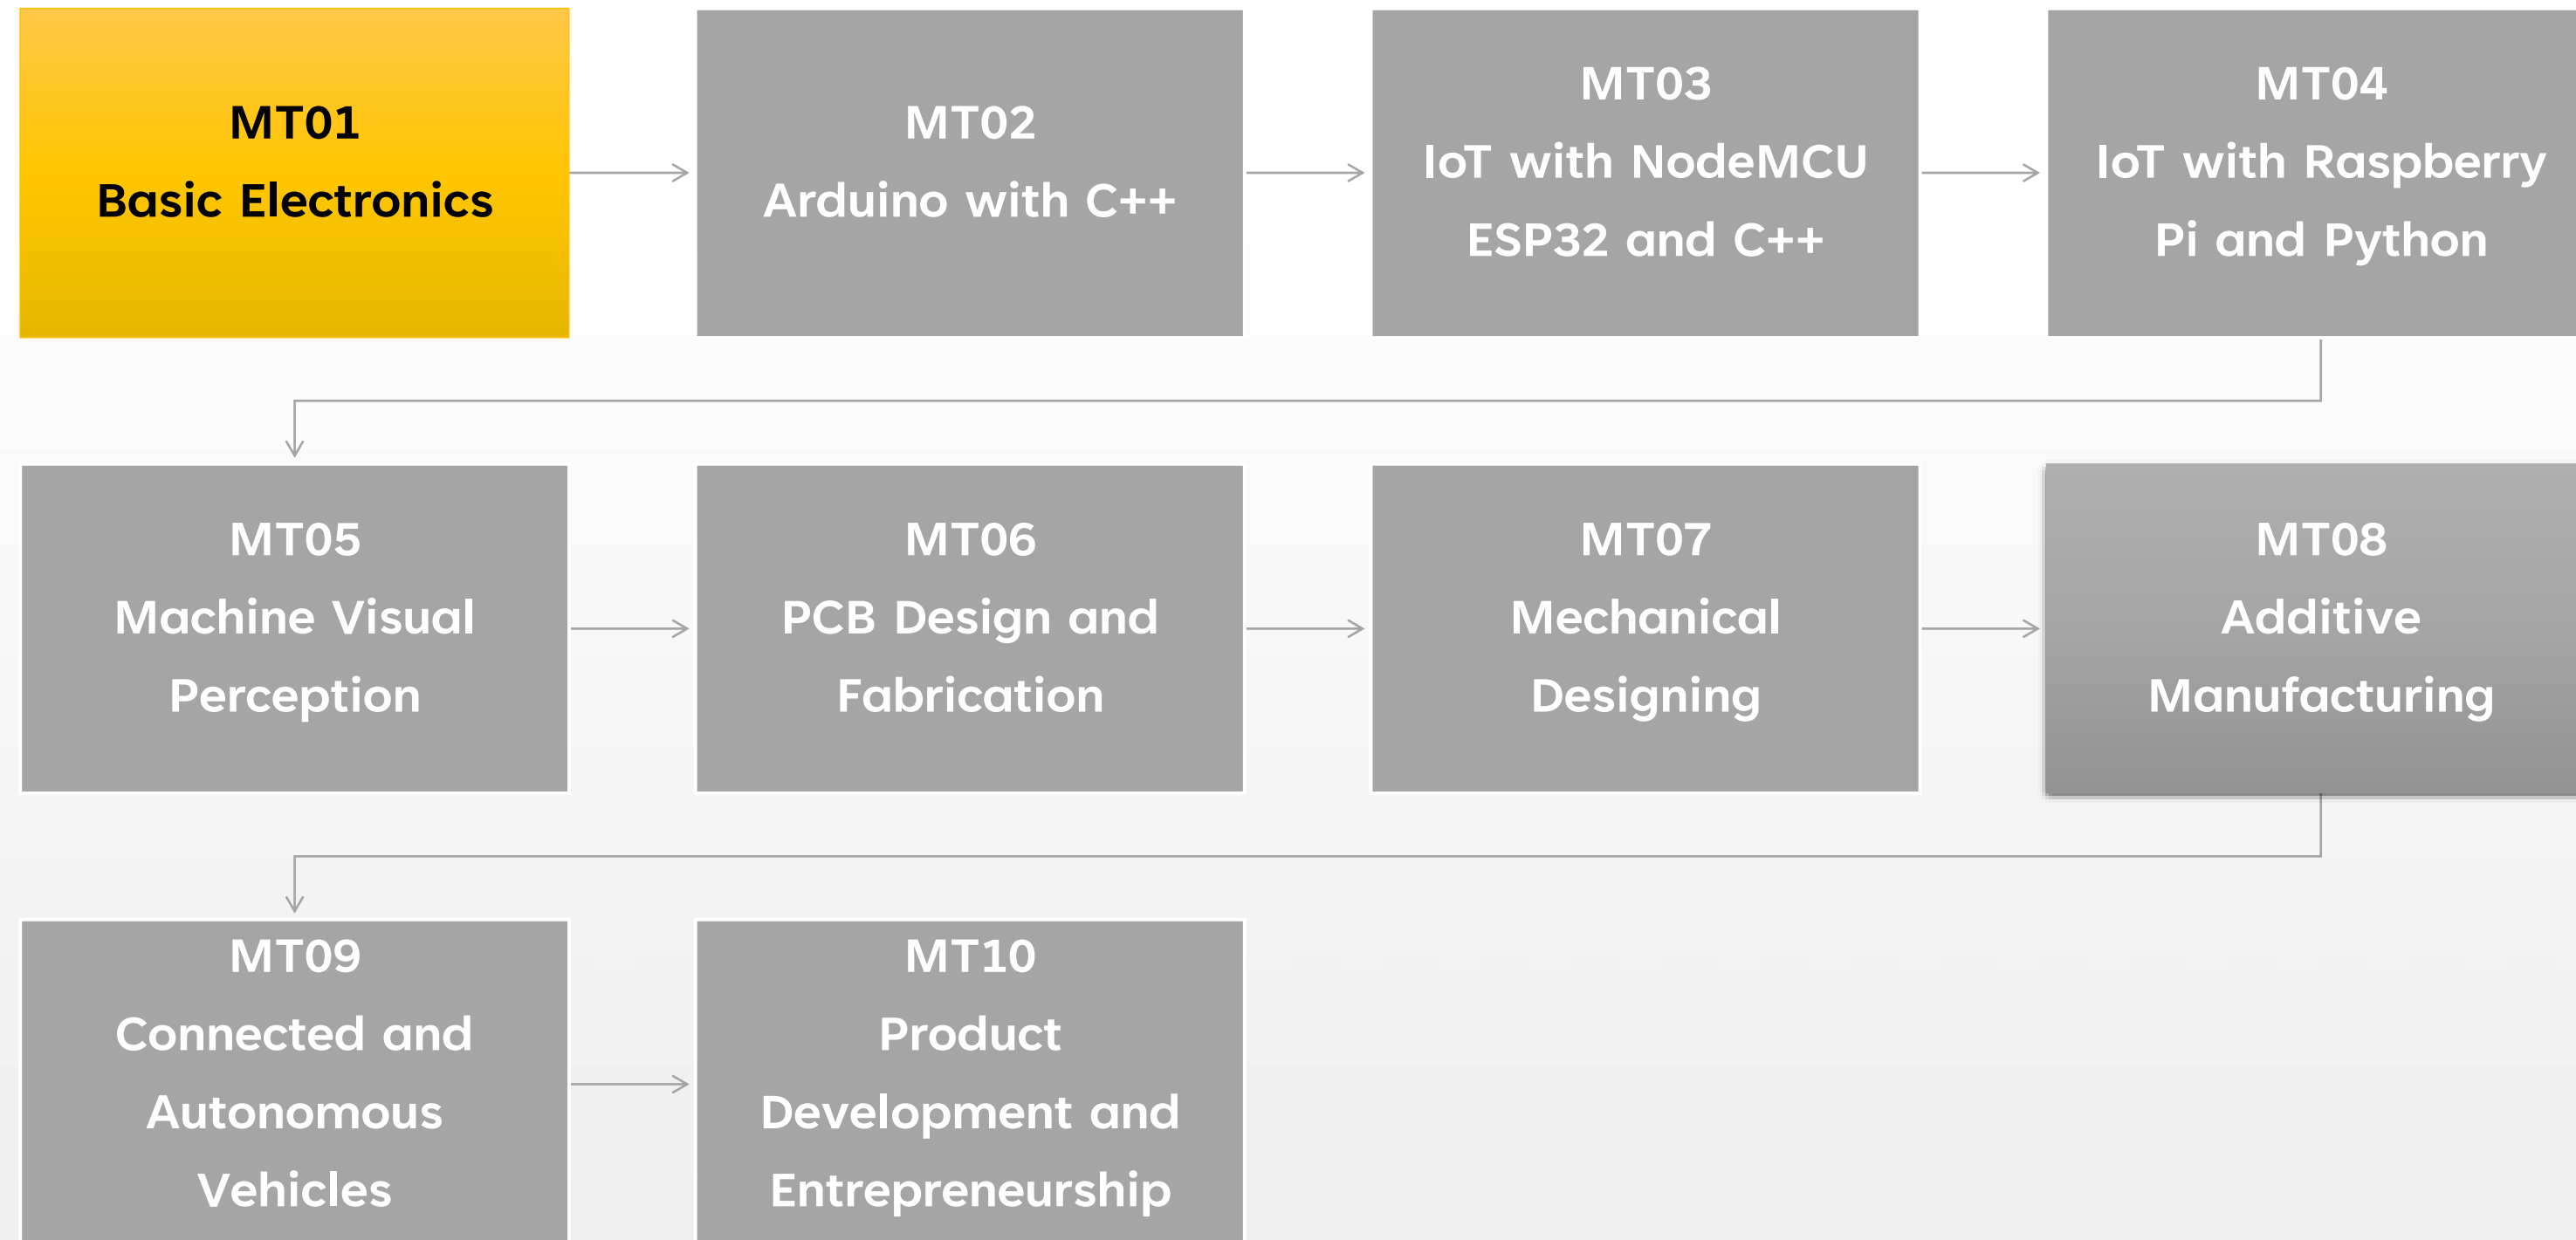 MT01
Basic Electronics
MT02
Arduino with C++
MT03
IoT with NodeMCU
ESP32 and C++
MT04
IoT with Raspberry
Pi and Python
MT05
Machine Visual
Perception
MT06
PCB Design and
Fabrication
MT07
Mechanical
Designing
MT08
Additive
Manufacturing
MT09
Connected and
Autonomous
Vehicles
MT10
Product
Development and
Entrepreneurship